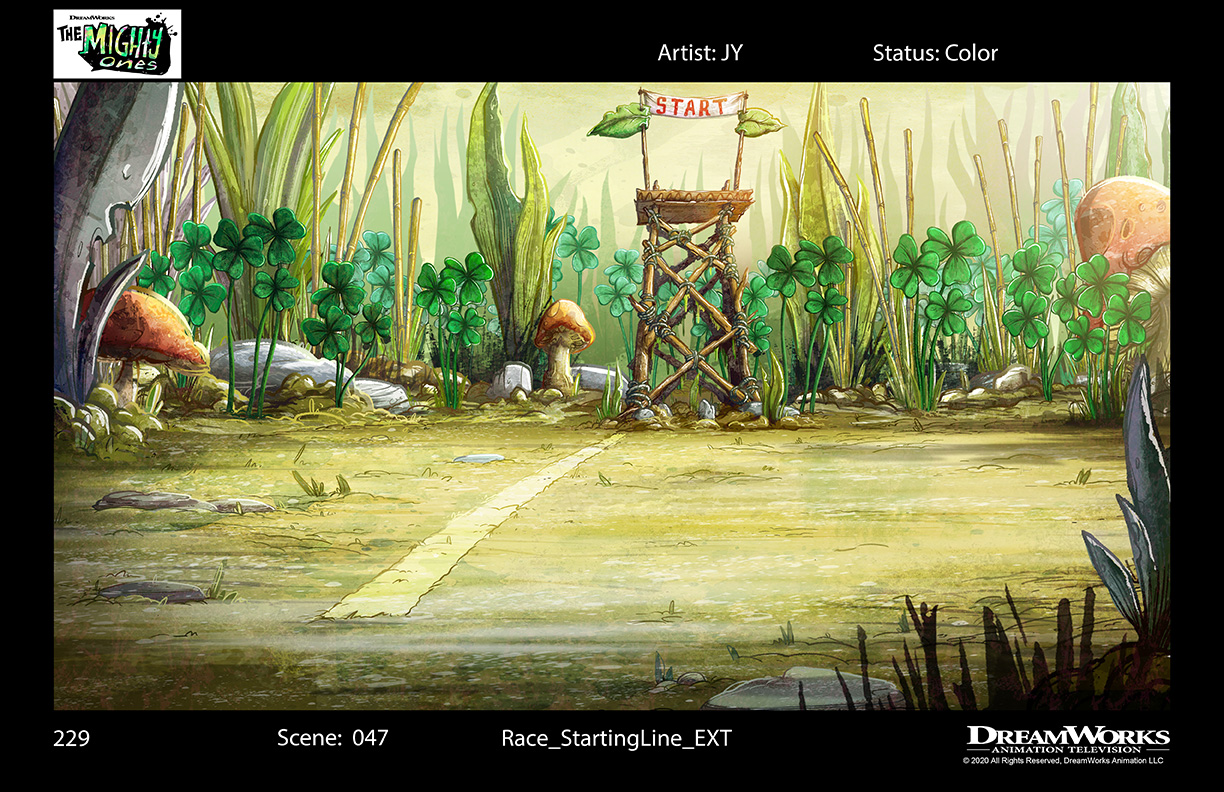 DREAMWORKS
THE MIGHTY ONES
Artist: JY
Status: Color
START
229
Scene: 047
Race_StartingLine_EXT
DREAMWORKS
ANIMATION TELEVISION
© 2020 All Rights Reserved, DreamWorks Animation LLC